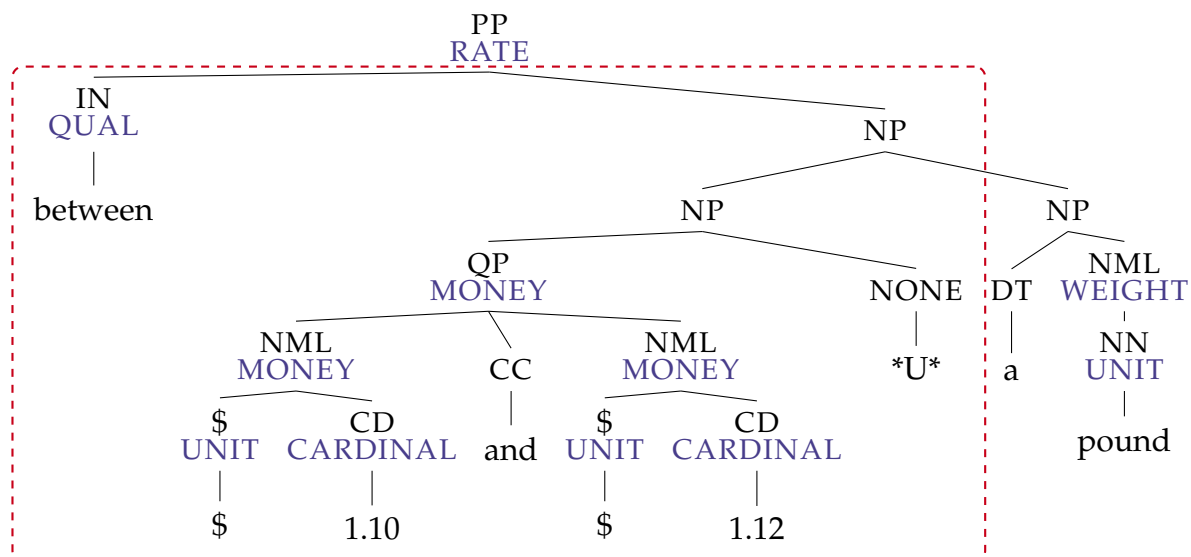 PP
RATE
IN
QUAL
NP
between
NP
NP
QP
MONEY
NONE
DT
NML
WEIGHT
NML
MONEY
CC
NML
MONEY
*U*
a
NN
UNIT
$
UNIT
CD
CARDINAL
and
$
UNIT
CD
CARDINAL
pound
$
1.10
$
1.12